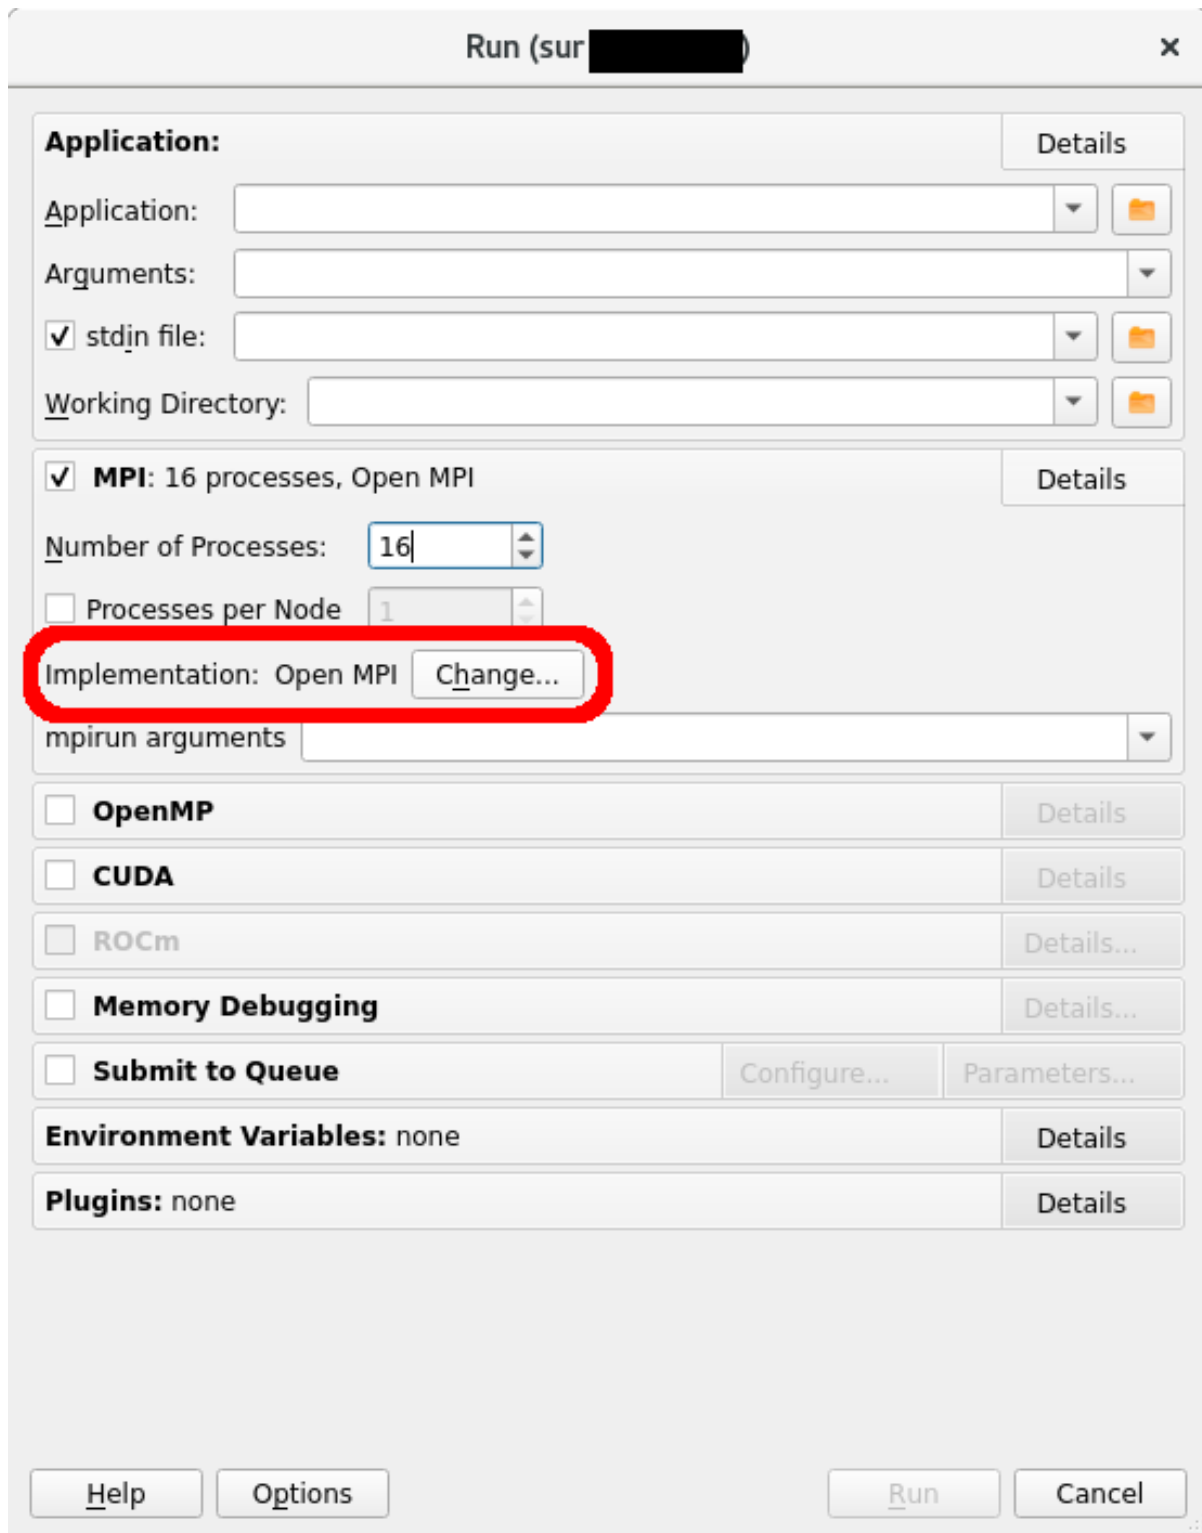 Run (sur )
Application:
Details
Application:
Arguments:
stdin file:
Working Directory:
MPI: 16 processes, Open MPI
Details
Number of Processes: 16
Processes per Node 1
Implementation: Open MPI Change...
mpirun arguments
OpenMP Details
CUDA Details
ROCm Details...
Memory Debugging Details...
Submit to Queue Configure... Parameters...
Environment Variables: none Details
Plugins: none Details
Help Options Run Cancel